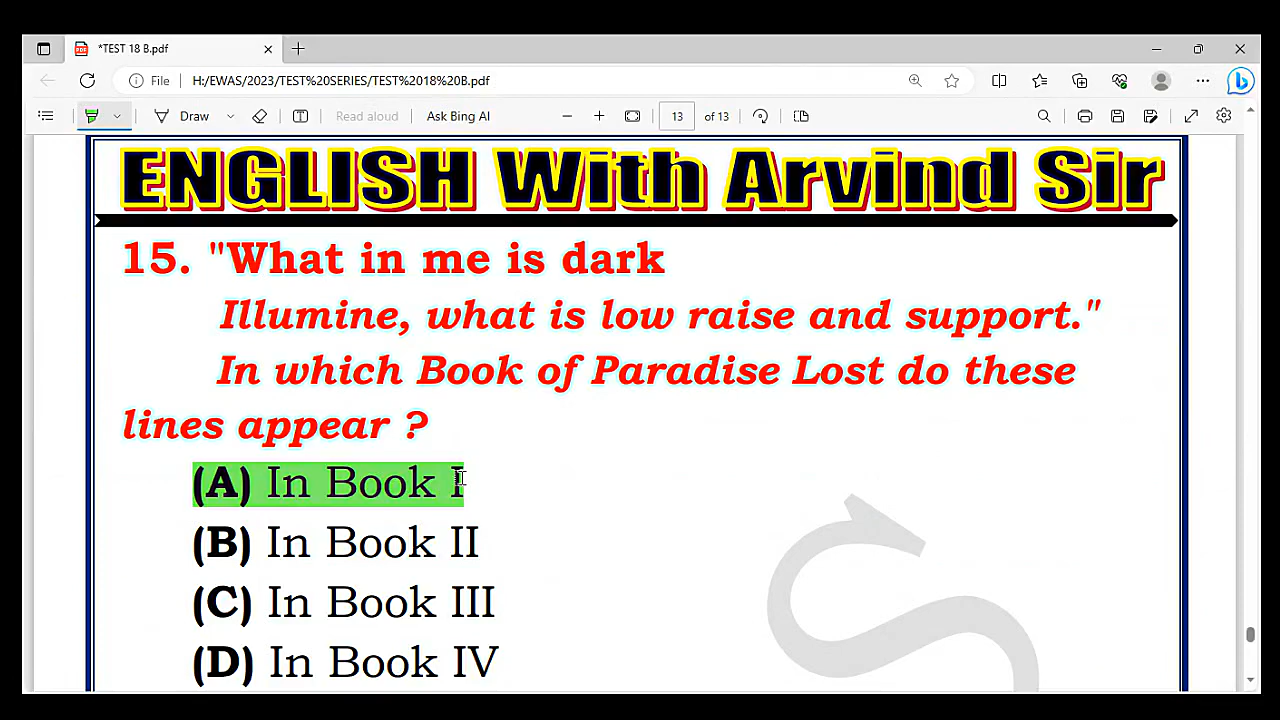 *TEST 18 B.pdf
File H:/EWAS/2023/TEST%20SERIES/TEST%2018%20B.pdf
Draw Read aloud Ask Bing AI 13 of 13
ENGLISH With Arvind Sir
15. "What in me is dark
Illumine, what is low raise and support."
In which Book of Paradise Lost do these
lines appear ?
(A) In Book I
(B) In Book II
(C) In Book III
(D) In Book IV
S